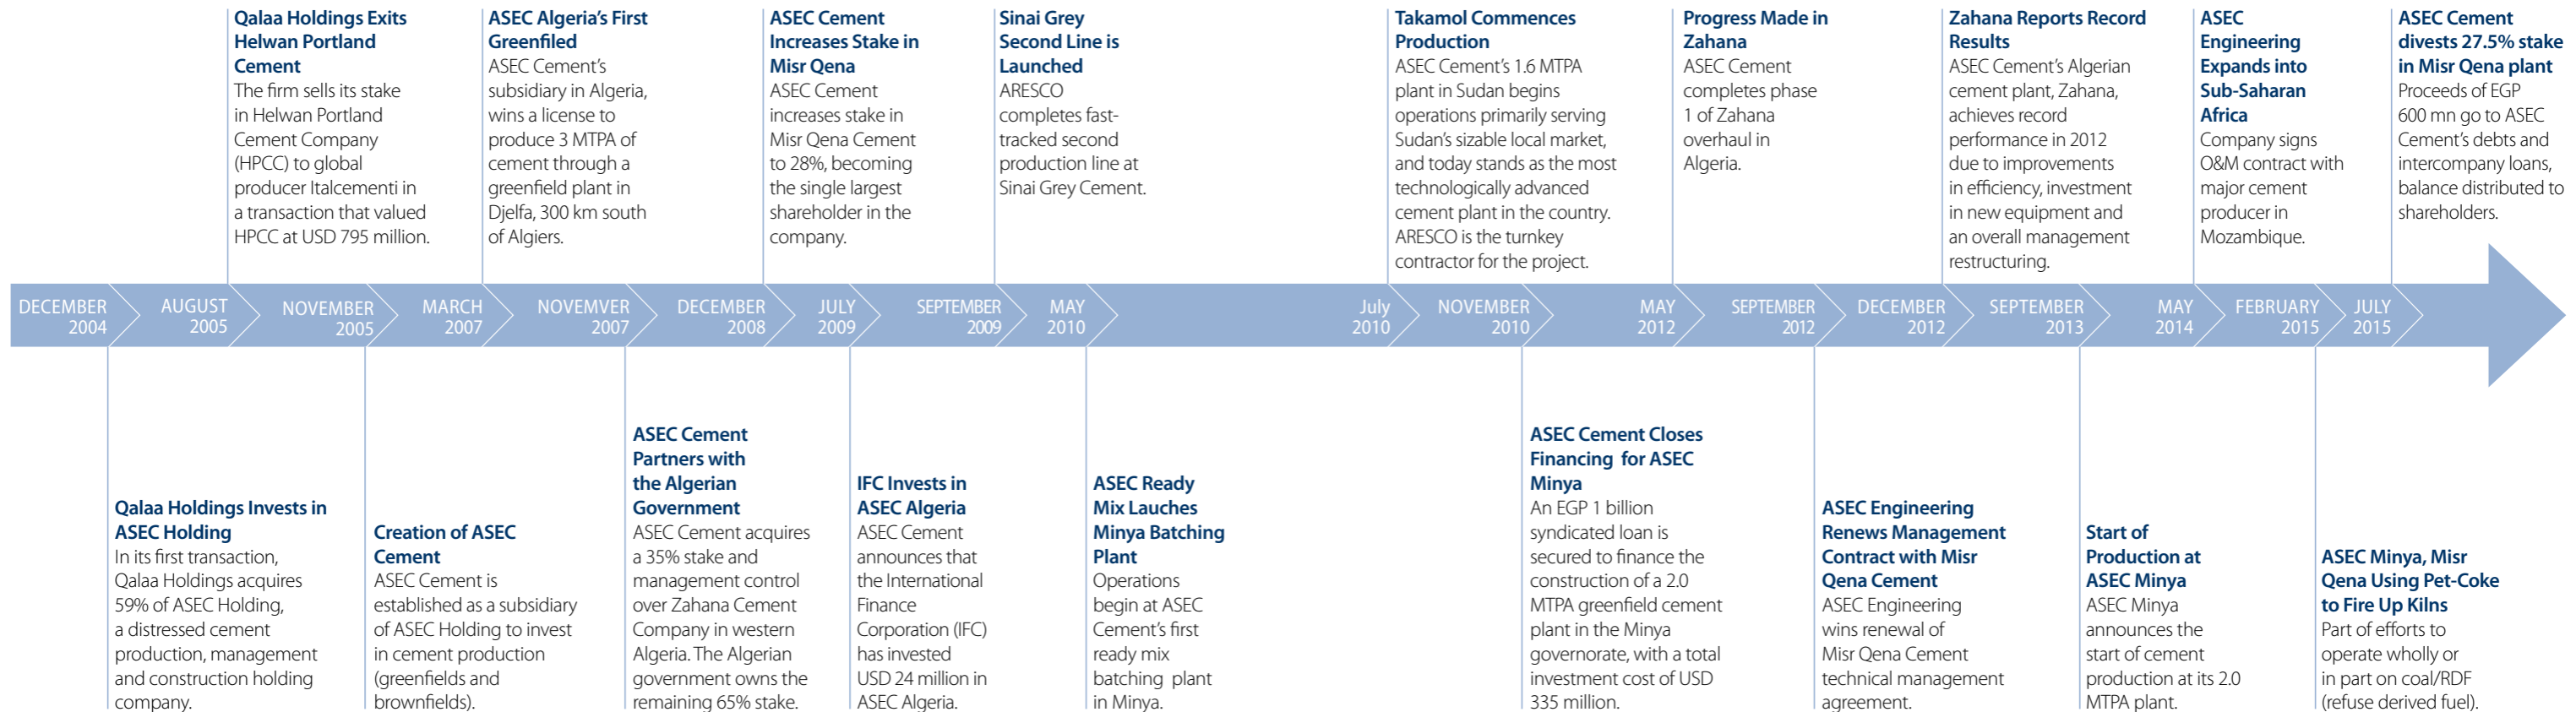 Qalaa Holdings Exits
Helwan Portland
Cement
The firm sells its stake
in Helwan Portland
Cement Company
(HPCC) to global
producer Italcementi in
a transaction that valued
HPCC at USD 795 million.
ASEC Algeria's First
Greenfiled
ASEC Cement's
subsidiary in Algeria,
wins a license to
produce 3 MTPA of
cement through a
greenfield plant in
Djelfa, 300 km south
of Algiers.
ASEC Cement
Increases Stake in
Misr Qena
ASEC Cement
increases stake in
Misr Qena Cement
to 28%, becoming
the single largest
shareholder in the
company.
Sinai Grey
Second Line is
Launched
ARESCO
completes fast-
tracked second
production line at
Sinai Grey Cement.
Takamol Commences
Production
ASEC Cement's 1.6 MTPA
plant in Sudan begins
operations primarily serving
Sudan's sizable local market,
and today stands as the most
technologically advanced
cement plant in the country.
ARESCO is the turnkey
contractor for the project.
Progress Made in
Zahana
ASEC Cement
completes phase
1 of Zahana
overhaul in
Algeria.
Zahana Reports Record
Results
ASEC Cement's Algerian
cement plant, Zahana,
achieves record
performance in 2012
due to improvements
in efficiency, investment
in new equipment and
an overall management
restructuring.
ASEC
Engineering
Expands into
Sub-Saharan
Africa
Company signs
O&M contract with
major cement
producer in
Mozambique.
ASEC Cement
divests 27.5% stake
in Misr Qena plant
Proceeds of EGP
600 mn go to ASEC
Cement's debts and
intercompany loans,
balance distributed to
shareholders.
DECEMBER
2004
AUGUST
2005
NOVEMBER
2005
MARCH
2007
NOVEMVER
2007
DECEMBER
2008
JULY
2009
SEPTEMBER
2009
MAY
2010
July
2010
NOVEMBER
2010
MAY
2012
SEPTEMBER
2012
DECEMBER
2012
SEPTEMBER
2013
MAY
2014
FEBRUARY
2015
JULY
2015
Qalaa Holdings Invests in
ASEC Holding
In its first transaction,
Qalaa Holdings acquires
59% of ASEC Holding,
a distressed cement
production, management
and construction holding
company.
Creation of ASEC
Cement
ASEC Cement is
established as a subsidiary
of ASEC Holding to invest
in cement production
(greenfields and
brownfields).
ASEC Cement
Partners with
the Algerian
Government
ASEC Cement acquires
a 35% stake and
management control
over Zahana Cement
Company in western
Algeria. The Algerian
government owns the
remaining 65% stake.
IFC Invests in
ASEC Algeria
ASEC Cement
announces that
the International
Finance
Corporation (IFC)
has invested
USD 24 million in
ASEC Algeria.
ASEC Ready
Mix Lauches
Minya Batching
Plant
Operations
begin at ASEC
Cement's first
ready mix
batching plant
in Minya.
ASEC Cement Closes
Financing for ASEC
Minya
An EGP 1 billion
syndicated loan is
secured to finance the
construction of a 2.0
MTPA greenfield cement
plant in the Minya
governorate, with a total
investment cost of USD
335 million.
ASEC Engineering
Renews Management
Contract with Misr
Qena Cement
ASEC Engineering
wins renewal of
Misr Qena Cement
technical management
agreement.
Start of
Production at
ASEC Minya
ASEC Minya
announces the
start of cement
production at its 2.0
MTPA plant.
ASEC Minya, Misr
Qena Using Pet-Coke
to Fire Up Kilns
Part of efforts to
operate wholly or
in part on coal/RDF
(refuse derived fuel).